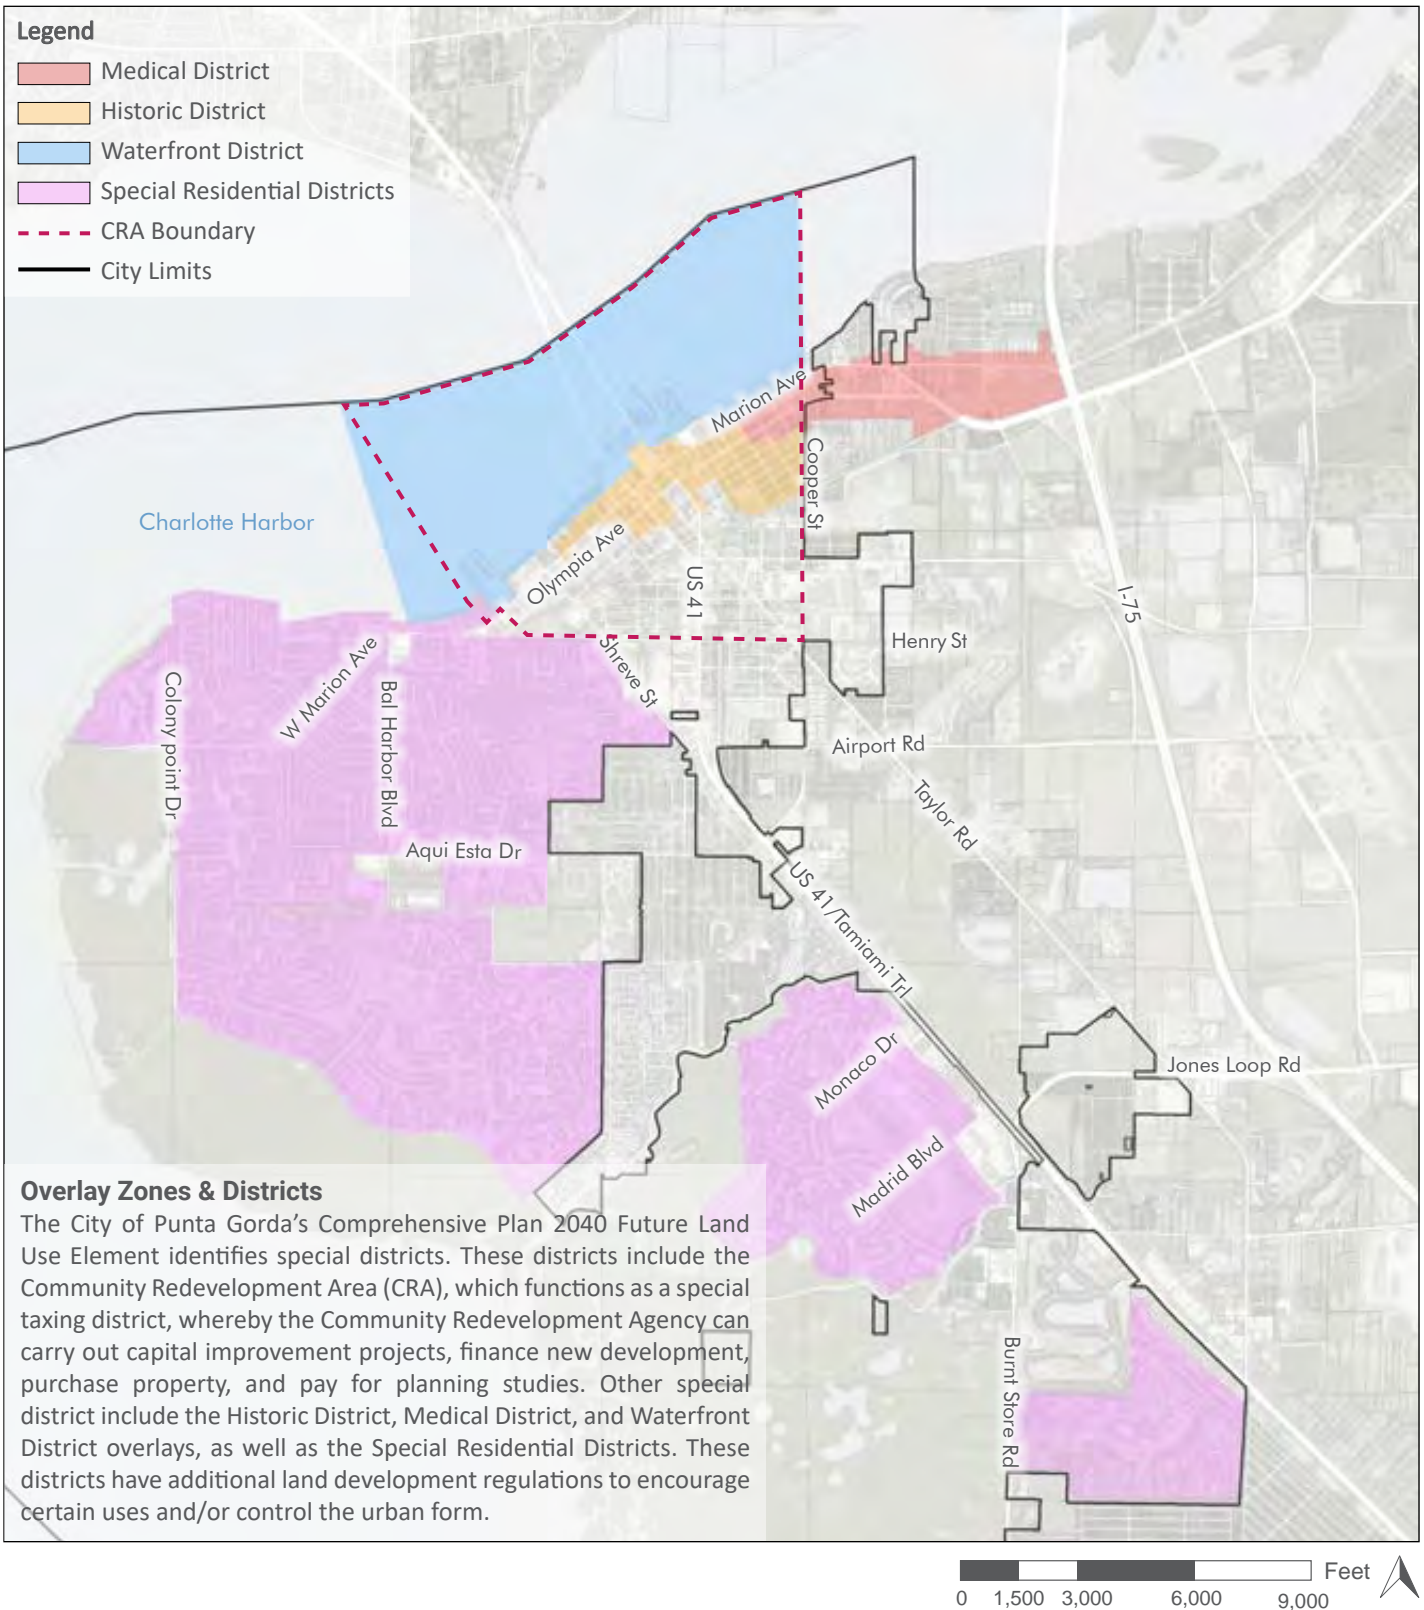 Legend
Medical District
Historic District
Waterfront District
Special Residential Districts
CRA Boundary
City Limits
Marion Ave
Cooper St
Charlotte Harbor
Olympia Ave
US 41
I-75
Henry St
Shreve St
W Marion Ave
Colony point Dr
Bal Harbor Blvd
Airport Rd
Taylor Rd
Aqui Esta Dr
US 41/Tamiami Trl
Monaco Dr
Jones Loop Rd
Madrid Blvd
Burnt Store Rd
Overlay Zones & Districts
The City of Punta Gorda's Comprehensive Plan 2040 Future Land
Use Element identifies special districts. These districts include the
Community Redevelopment Area (CRA), which functions as a special
taxing district, whereby the Community Redevelopment Agency can
carry out capital improvement projects, finance new development,
purchase property, and pay for planning studies. Other special
district include the Historic District, Medical District, and Waterfront
District overlays, as well as the Special Residential Districts. These
districts have additional land development regulations to encourage
certain uses and/or control the urban form.
Feet
0 1,500 3,000 6,000 9,000